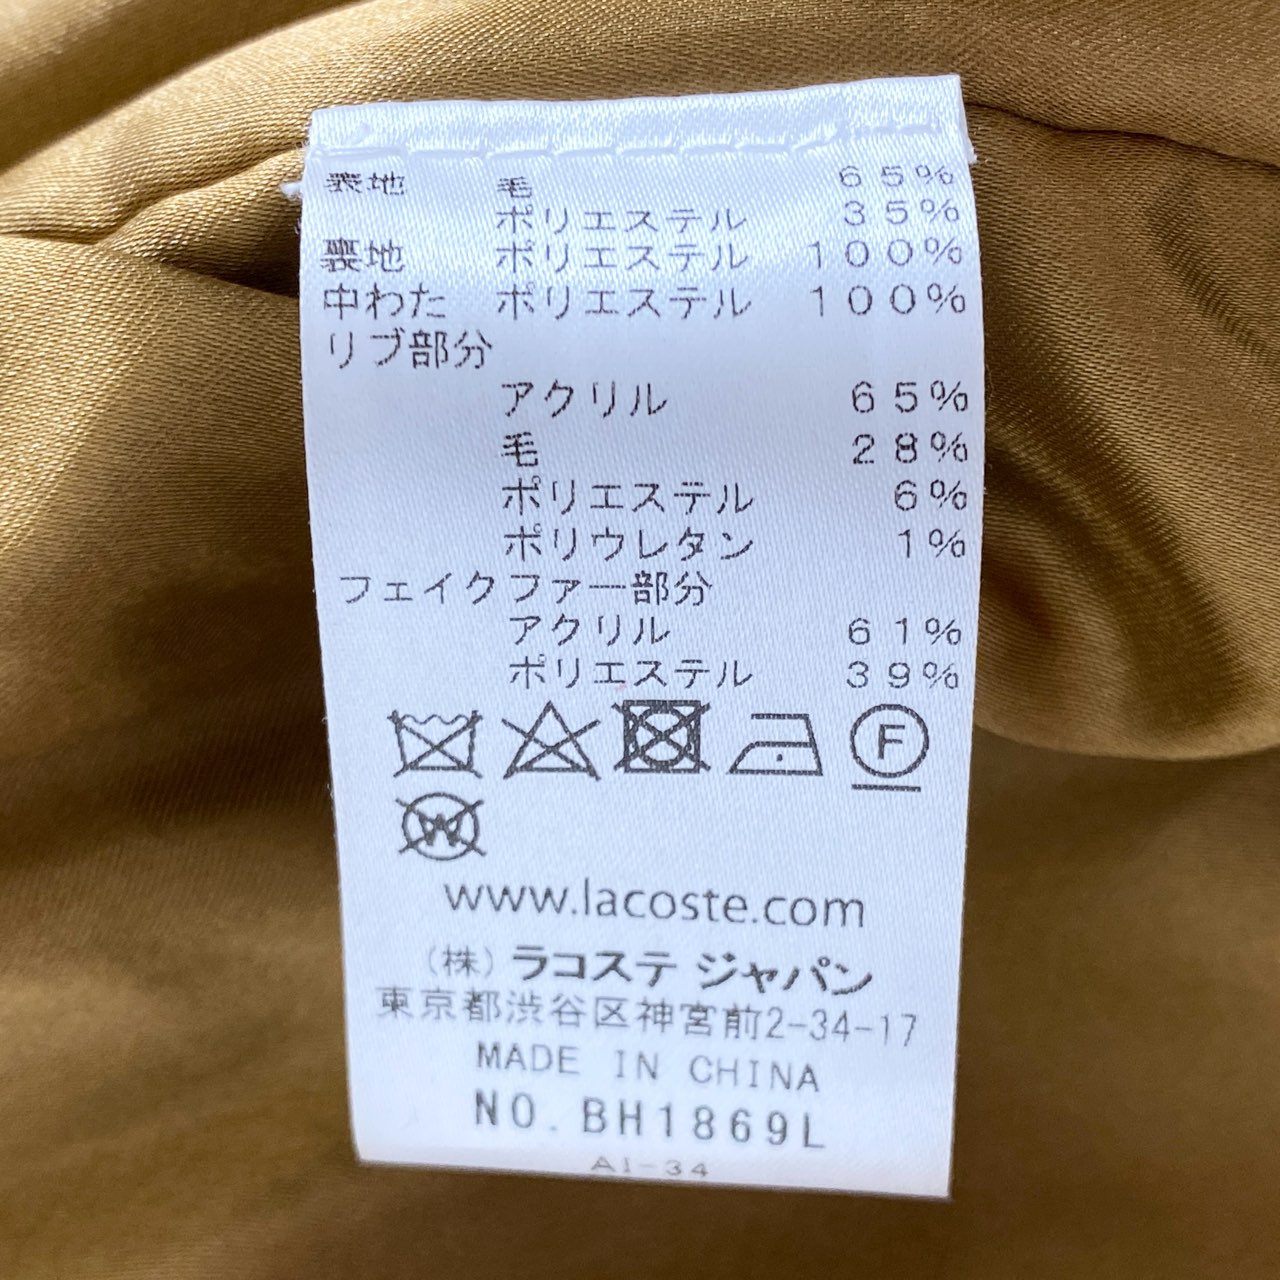 表地 毛 65%
ポリエステル 35%
裏地 ポリエステル 100%
中わた ポリエステル 100%
リブ部分
アクリル 65%
毛 28%
ポリエステル 6%
ポリウレタン 1%
フェイクファー部分
アクリル 61%
ポリエステル 39%
F
W
www.lacoste.com
(株) ラコステ ジャパン
東京都渋谷区神宮前2-34-17
MADE IN CHINA
NO. BH1869L
AI-34